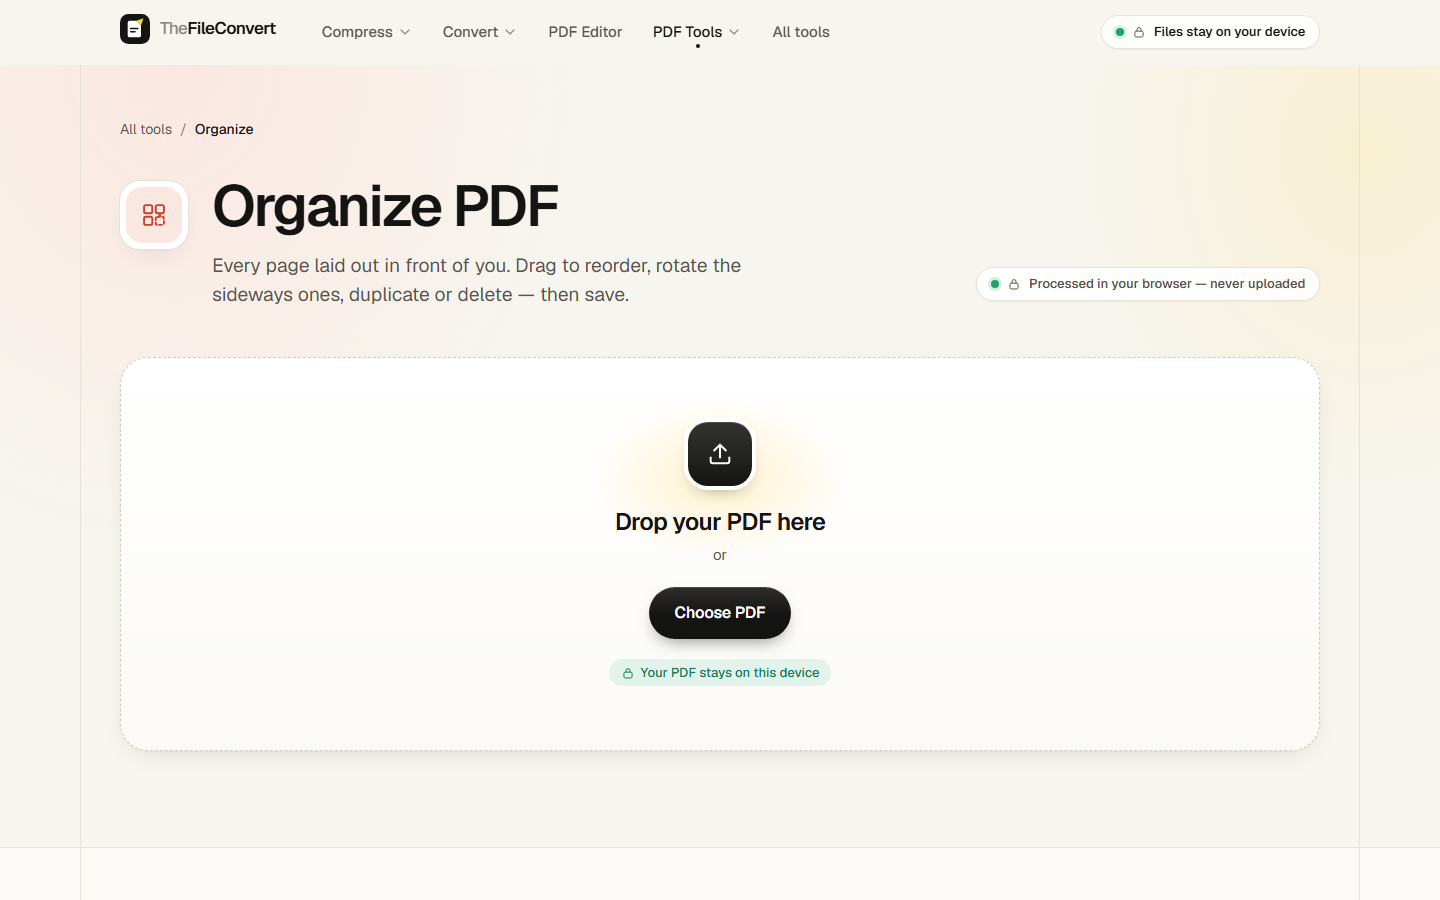 TheFileConvert
Compress
Convert
PDF Editor
PDF Tools
All tools
Files stay on your device
All tools / Organize
Organize PDF
Every page laid out in front of you. Drag to reorder, rotate the
sideways ones, duplicate or delete — then save.
Processed in your browser — never uploaded
Drop your PDF here
or
Choose PDF
Your PDF stays on this device